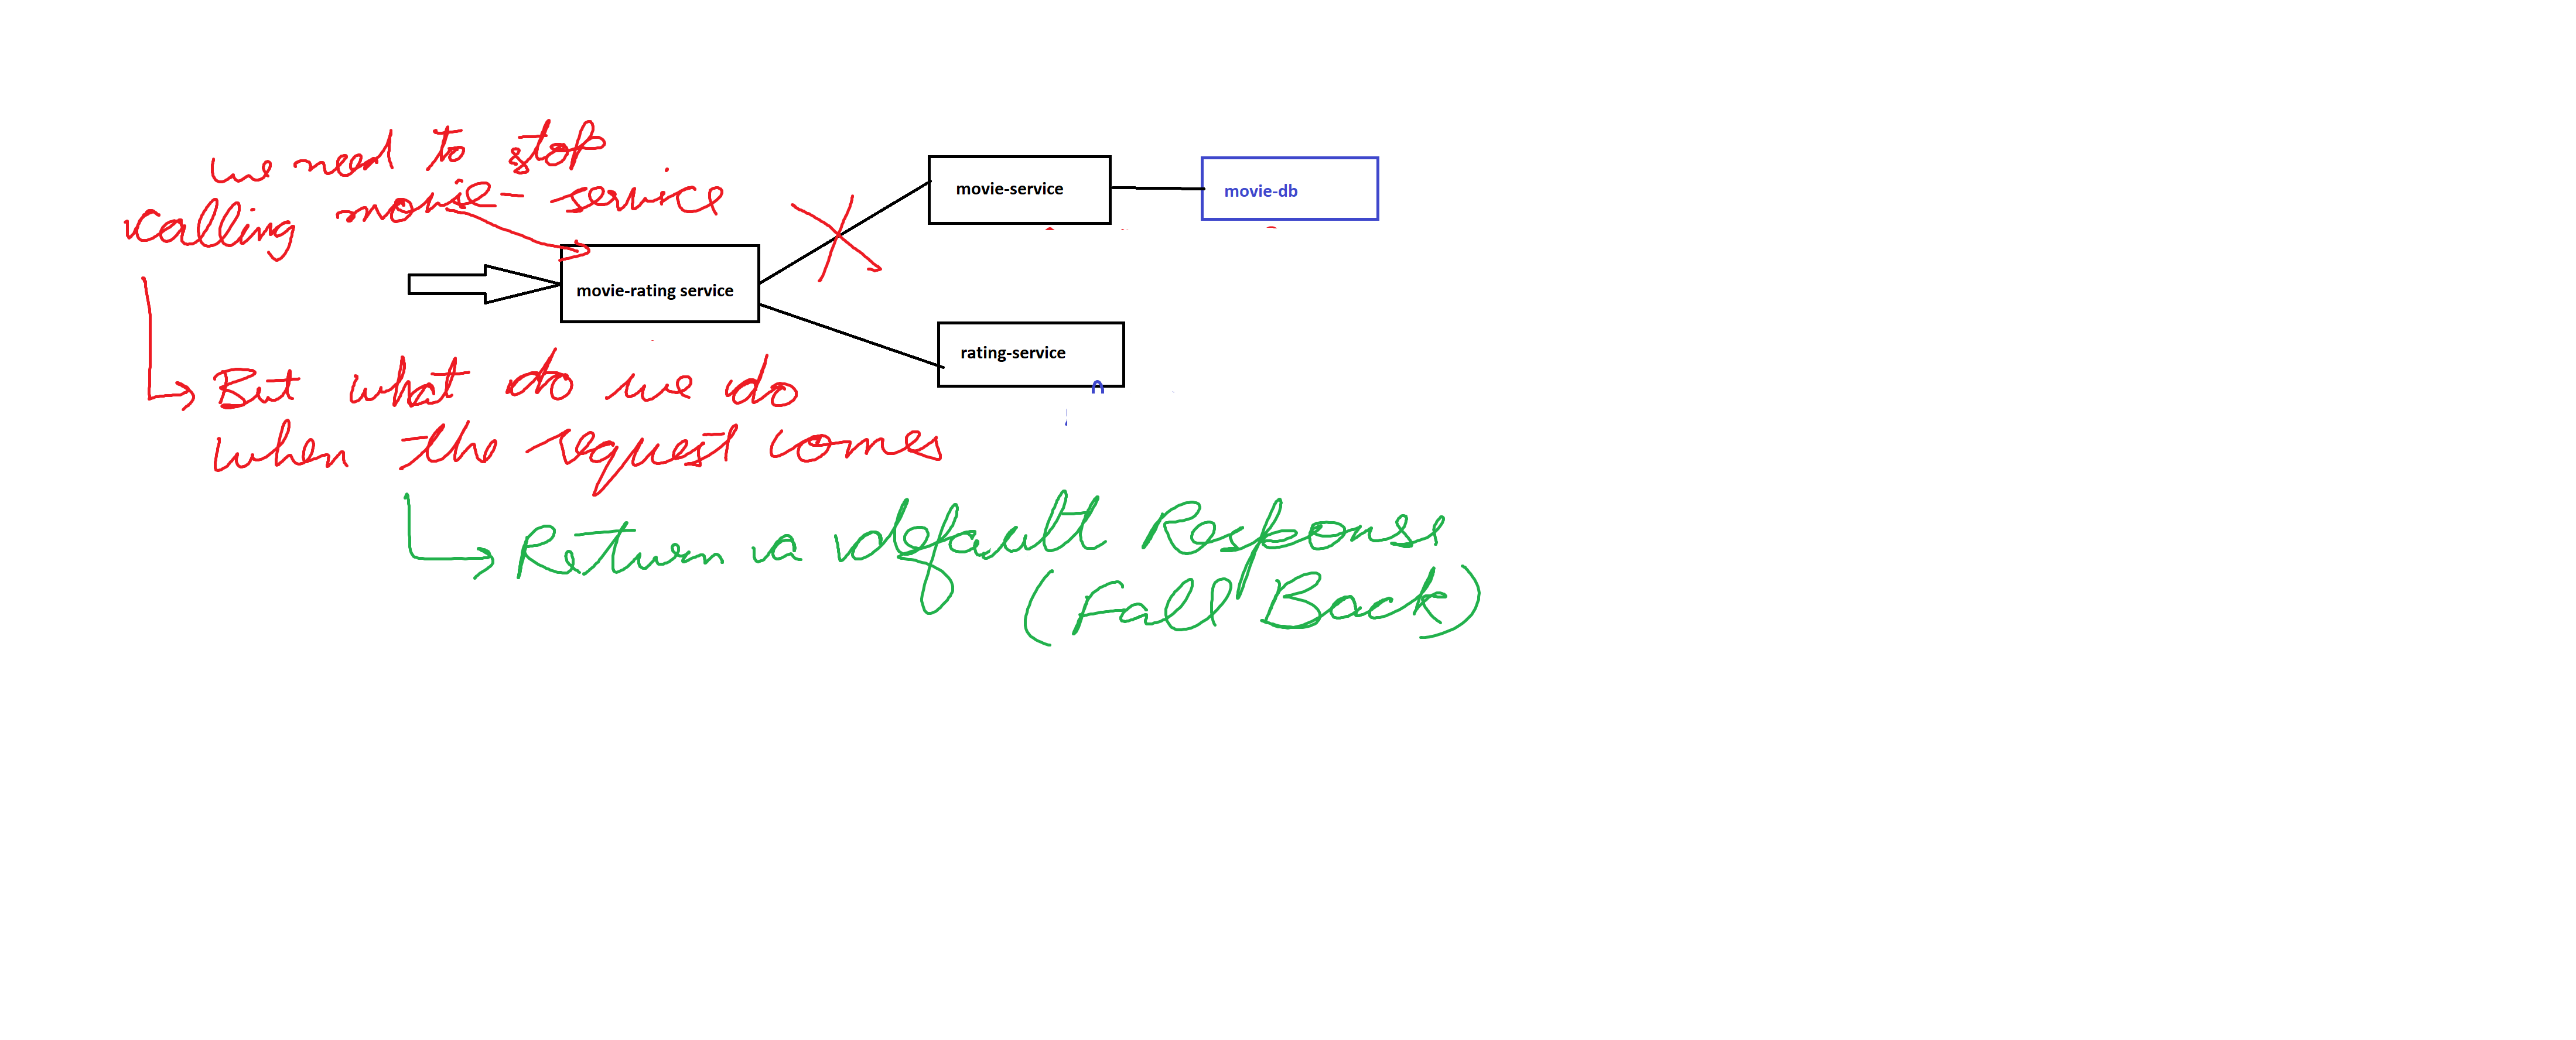 we need to stop
calling movie-service
movie-service
movie-db
movie-rating service
rating-service
But what do we do
when the request comes
Return a default Response
(Fall Back)